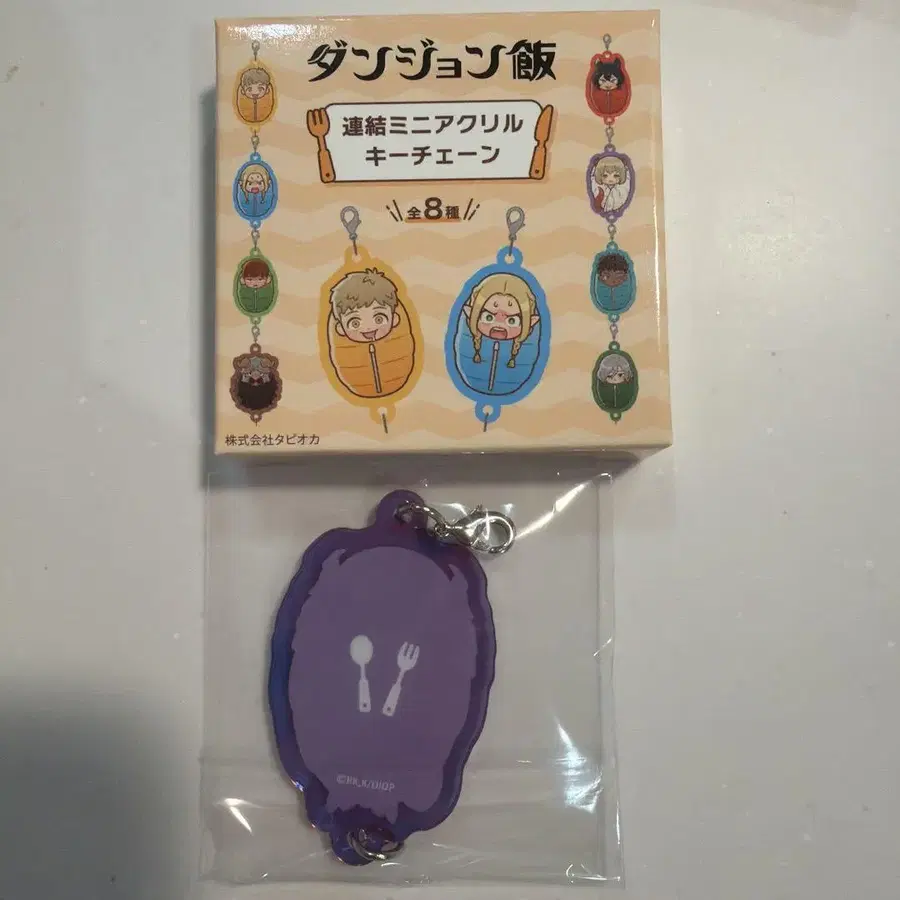 ダンジョン飯
連結ミニアクリル
キーチェーン
全8種
株式会社タピオカ
©RK,K/DIDP